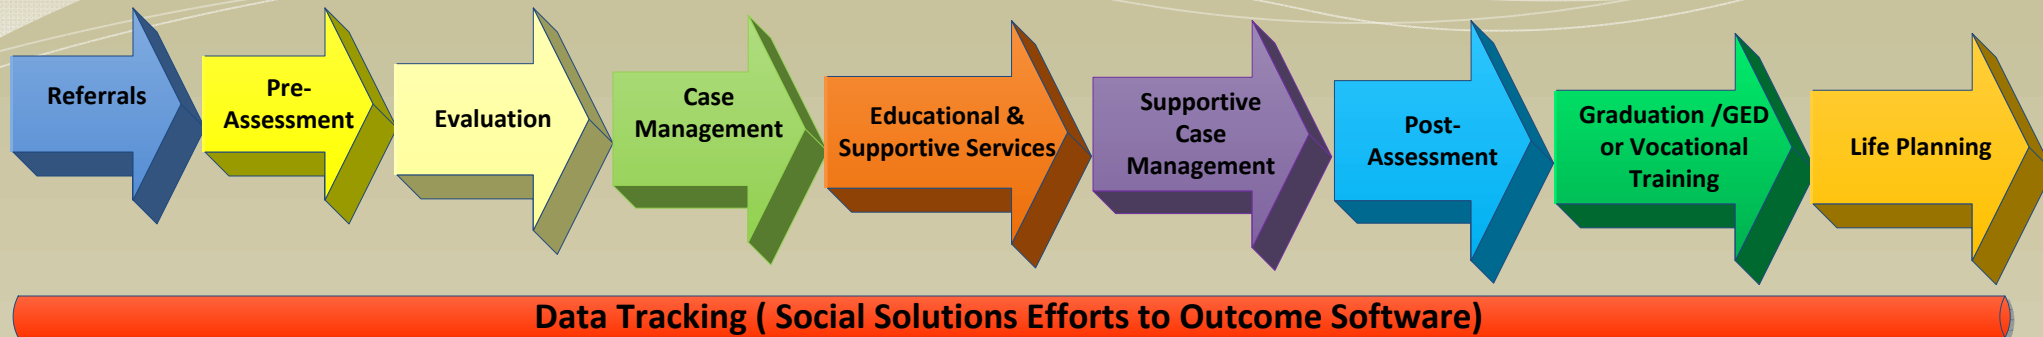 Referrals
Pre-
Assessment
Evaluation
Case
Management
Educational &
Supportive Services
Supportive
Case
Management
Post-
Assessment
Graduation /GED
or Vocational
Training
Life Planning
Data Tracking ( Social Solutions Efforts to Outcome Software)